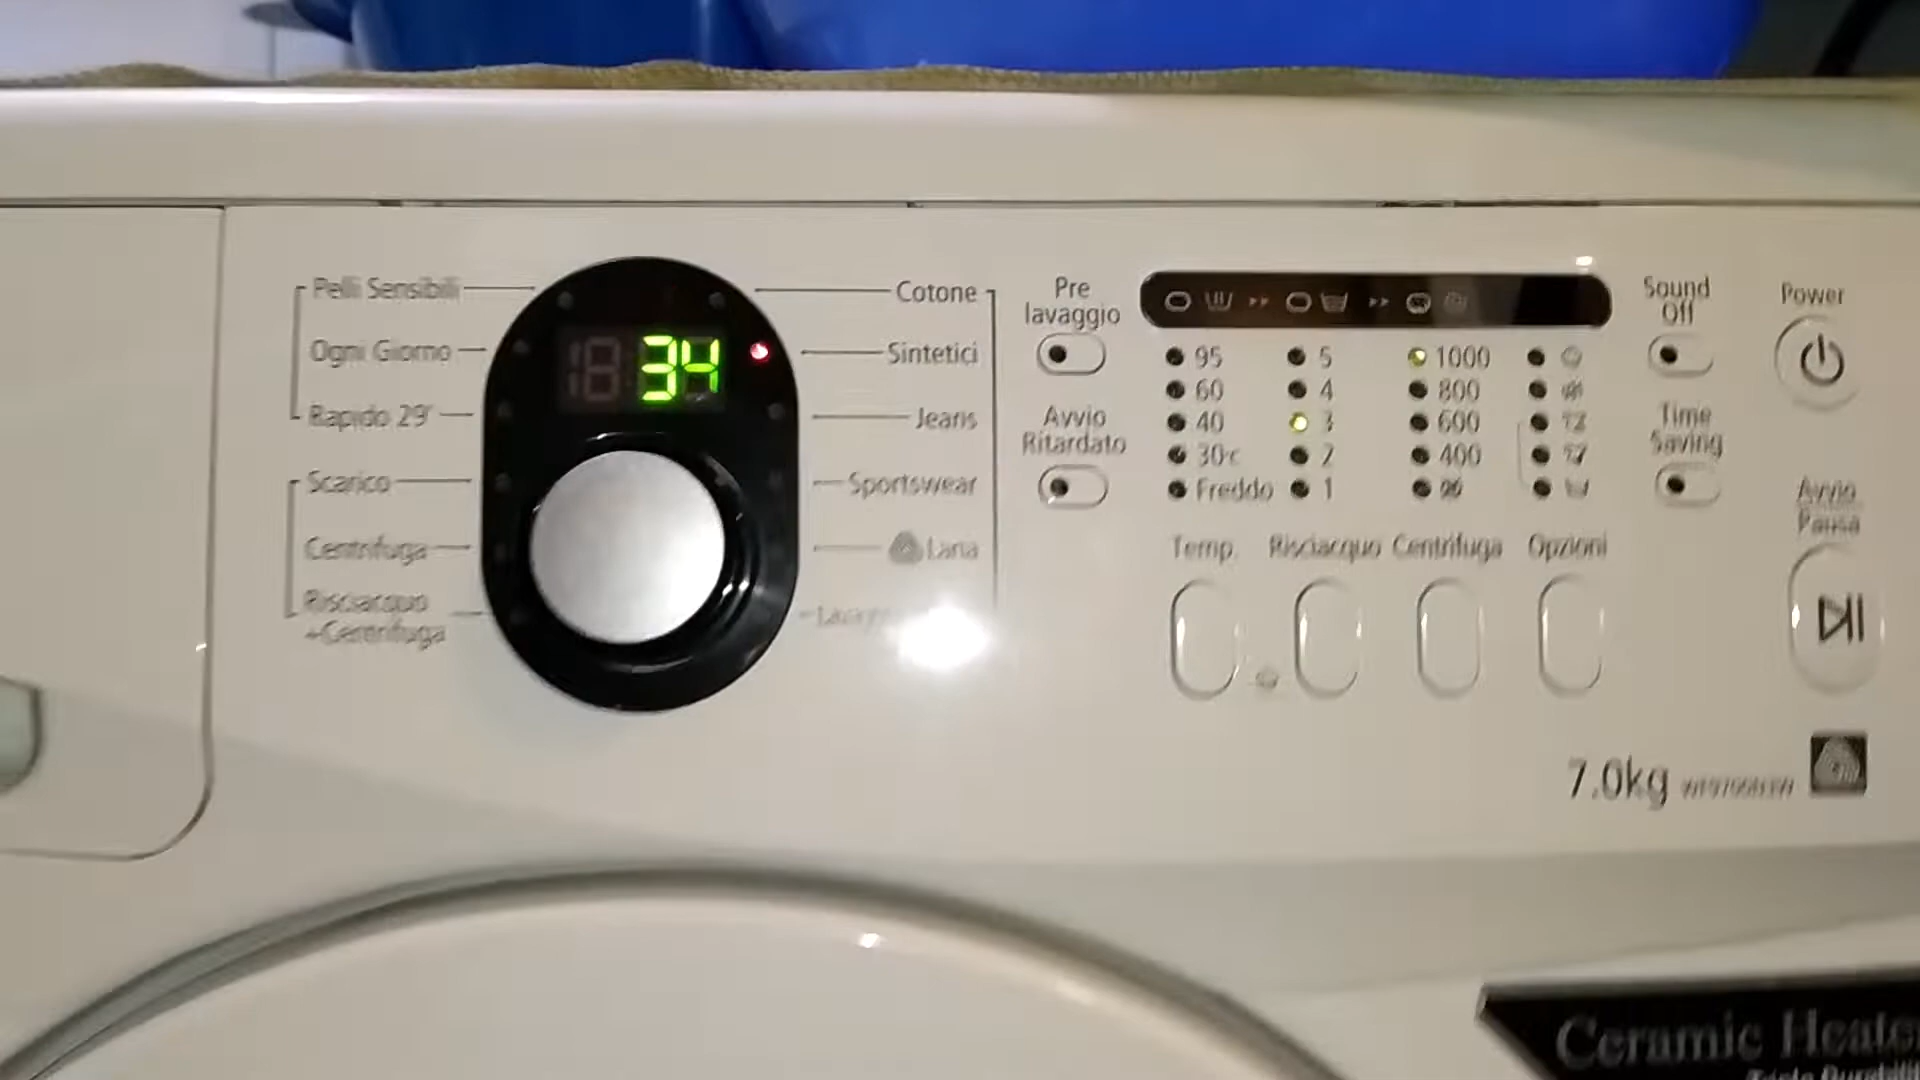 Pelli Sensibili
Ogni Giorno
Rapido 29'
Scarico
Centrifuga
Risciacquo
+Centrifuga
34
Cotone
Sintetici
Jeans
Sportswear
Lana
Pre
lavaggio
Avvio
Ritardato
95
60
40
30°c
Freddo
Temp.
5
4
3
2
1
Risciacquo
1000
800
600
400
Centrifuga
Opzioni
Sound
Off
Time
Saving
Power
Avvio
Pausa
7.0kg
Ceramic Heate